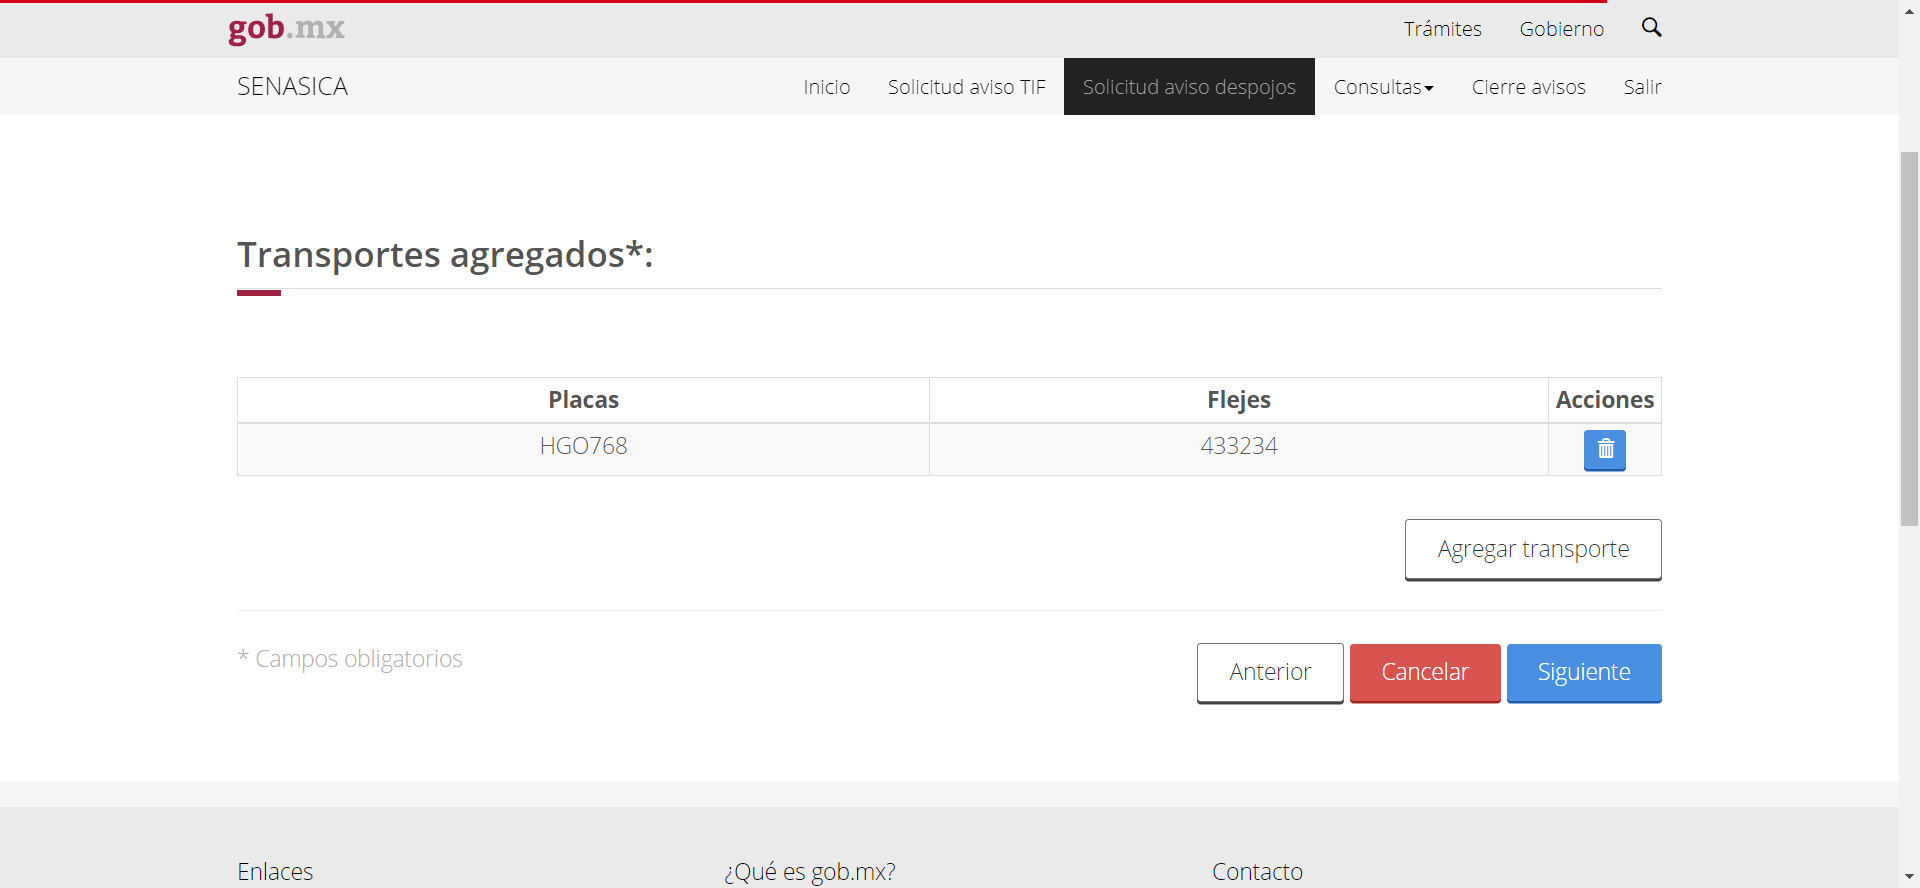 gob.mx
Trámites Gobierno
SENASICA
Inicio Solicitud aviso TIF Solicitud aviso despojos Consultas Cierre avisos Salir
Transportes agregados*:
Placas Flejes Acciones
HGO768 433234
Agregar transporte
* Campos obligatorios
Anterior Cancelar Siguiente
Enlaces ¿Qué es gob.mx? Contacto